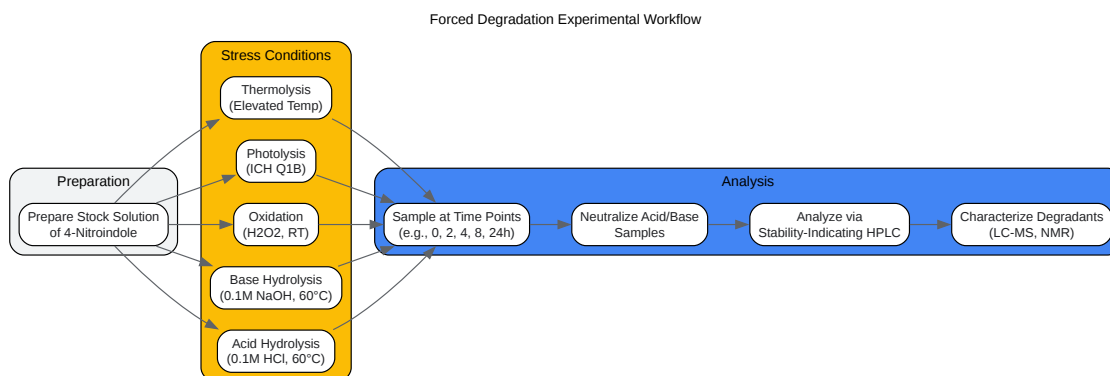 Forced Degradation Experimental Workflow
Stress Conditions
Thermolysis
(Elevated Temp)
Photolysis
(ICH Q1B)
Oxidation
(H2O2, RT)
Base Hydrolysis
(0.1M NaOH, 60°C)
Acid Hydrolysis
(0.1M HCl, 60°C)
Preparation
Prepare Stock Solution
of 4-Nitroindole
Analysis
Sample at Time Points
(e.g., 0, 2, 4, 8, 24h)
Neutralize Acid/Base
Samples
Analyze via
Stability-Indicating HPLC
Characterize Degradants
(LC-MS, NMR)